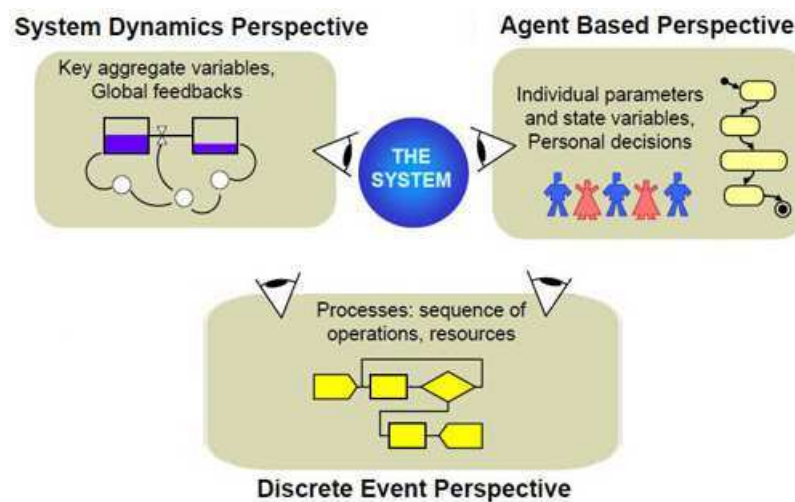 System Dynamics Perspective
Key aggregate variables,
Global feedbacks
THE
SYSTEM
Agent Based Perspective
Individual parameters
and state variables,
Personal decisions
Processes: sequence of
operations, resources
Discrete Event Perspective